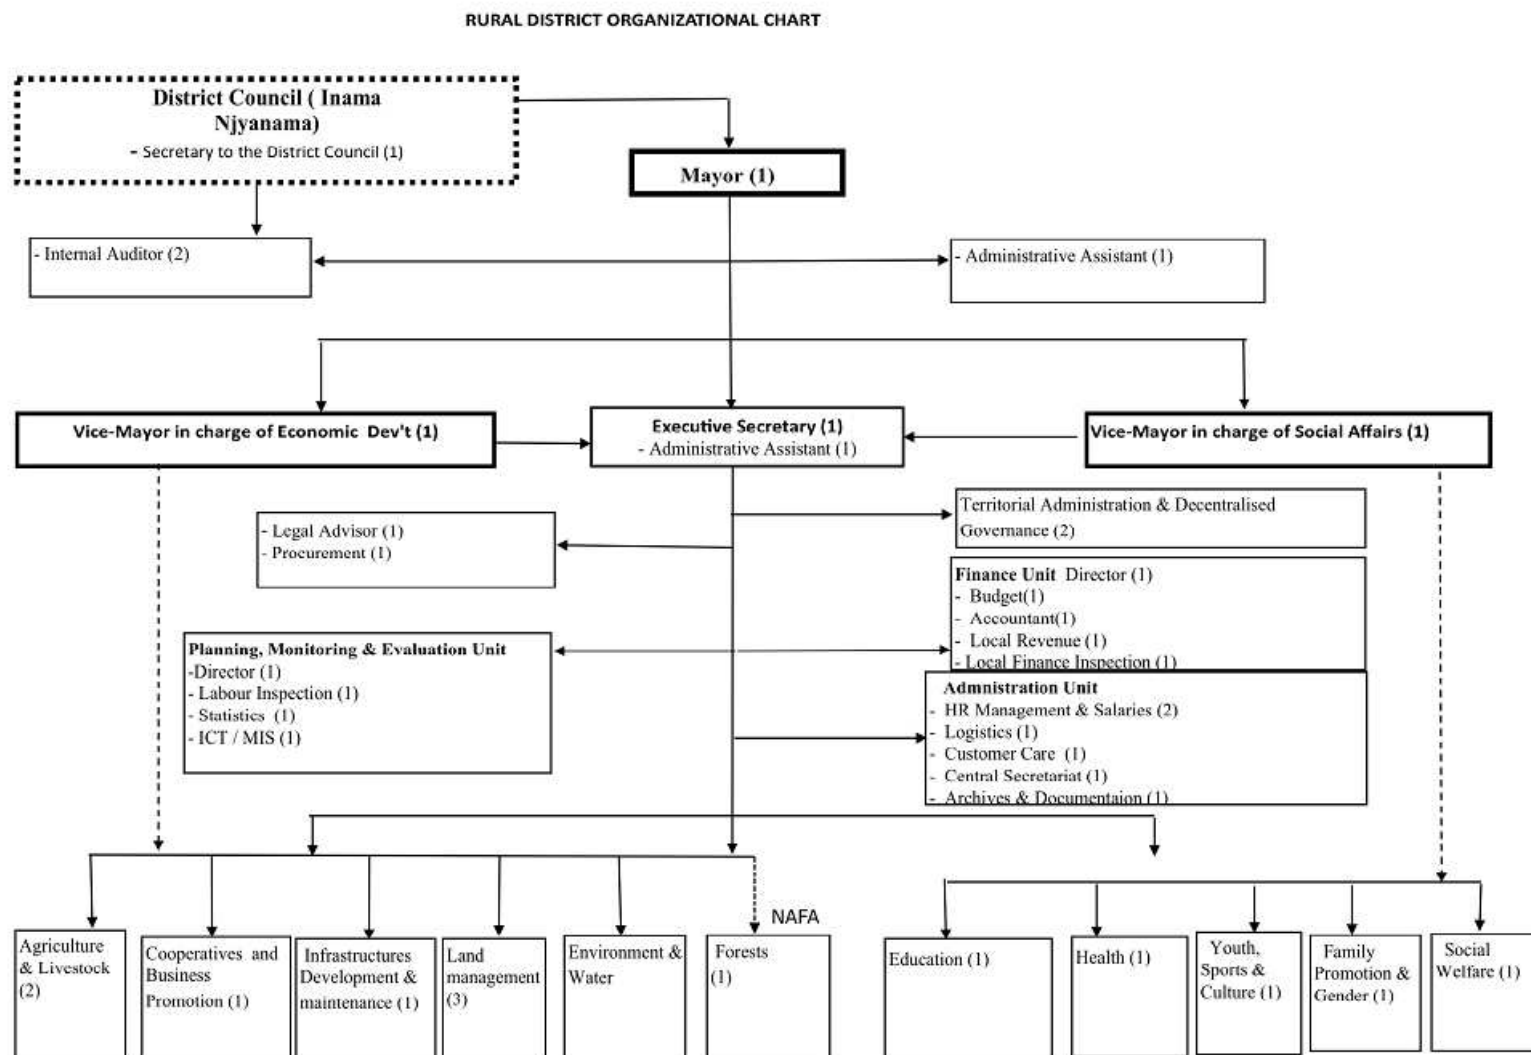 RURAL DISTRICT ORGANIZATIONAL CHART
District Council ( Inama
Njyanama)
- Secretary to the District Council (1)
Mayor (1)
- Internal Auditor (2)
- Administrative Assistant (1)
Vice-Mayor in charge of Economic Dev't (1)
Executive Secretary (1)
- Administrative Assistant (1)
Vice-Mayor in charge of Social Affairs (1)
- Legal Advisor (1)
- Procurement (1)
Territorial Administration & Decentralised
Governance (2)
Finance Unit Director (1)
- Budget(1)
- Accountant(1)
- Local Revenue (1)
- Local Finance Inspection (1)
Planning, Monitoring & Evaluation Unit
-Director (1)
- Labour Inspection (1)
- Statistics (1)
- ICT / MIS (1)
Admnistration Unit
- HR Management & Salaries (2)
- Logistics (1)
- Customer Care (1)
- Central Secretariat (1)
- Archives & Documentaion (1)
NAFA
Agriculture
& Livestock
(2)
Cooperatives and
Business
Promotion (1)
Infrastructures
Development &
maintenance (1)
Land
management
(3)
Environment &
Water
Forests
(1)
Education (1)
Health (1)
Youth,
Sports &
Culture (1)
Family
Promotion &
Gender (1)
Social
Welfare (1)